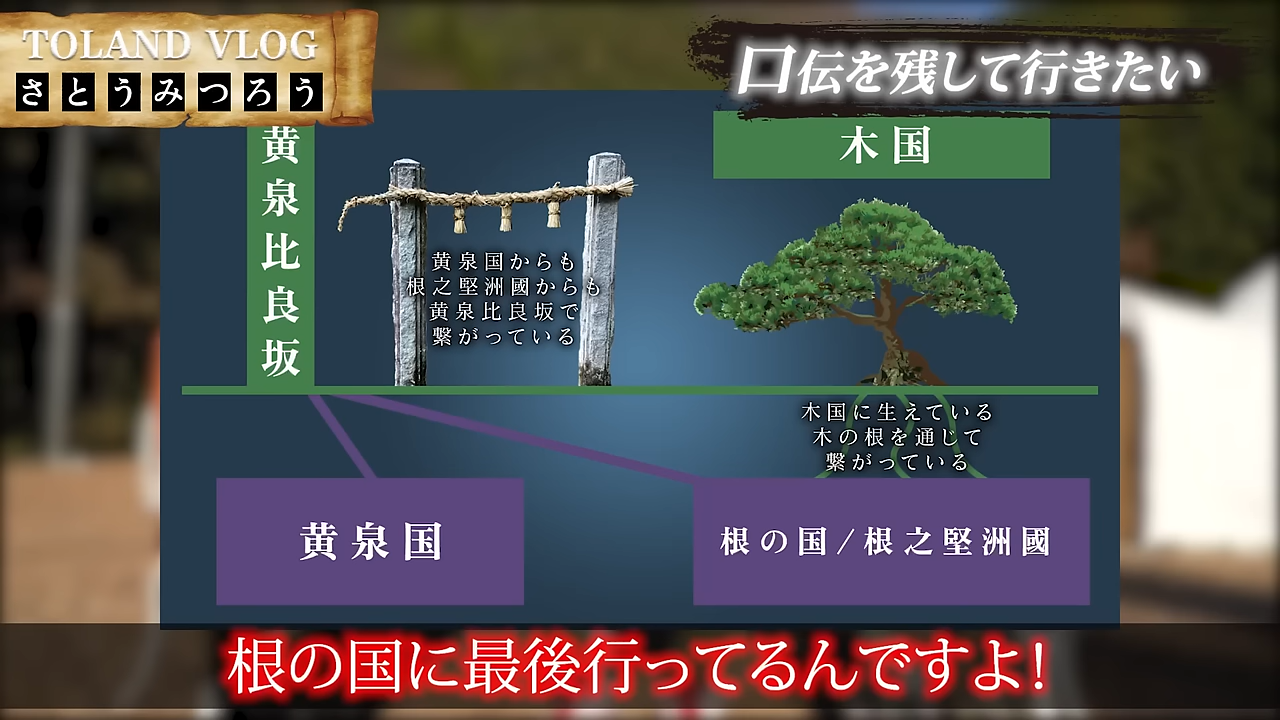 TOLAND VLOG
さとうみつろう
口伝を残して行きたい
黄泉比良坂
木国
黄泉国からも
根之堅洲國からも
黄泉比良坂で
繋がっている
木国に生えている
木の根を通じて
繋がっている
黄泉国
根の国/根之堅洲國
根の国に最後行ってるんですよ!